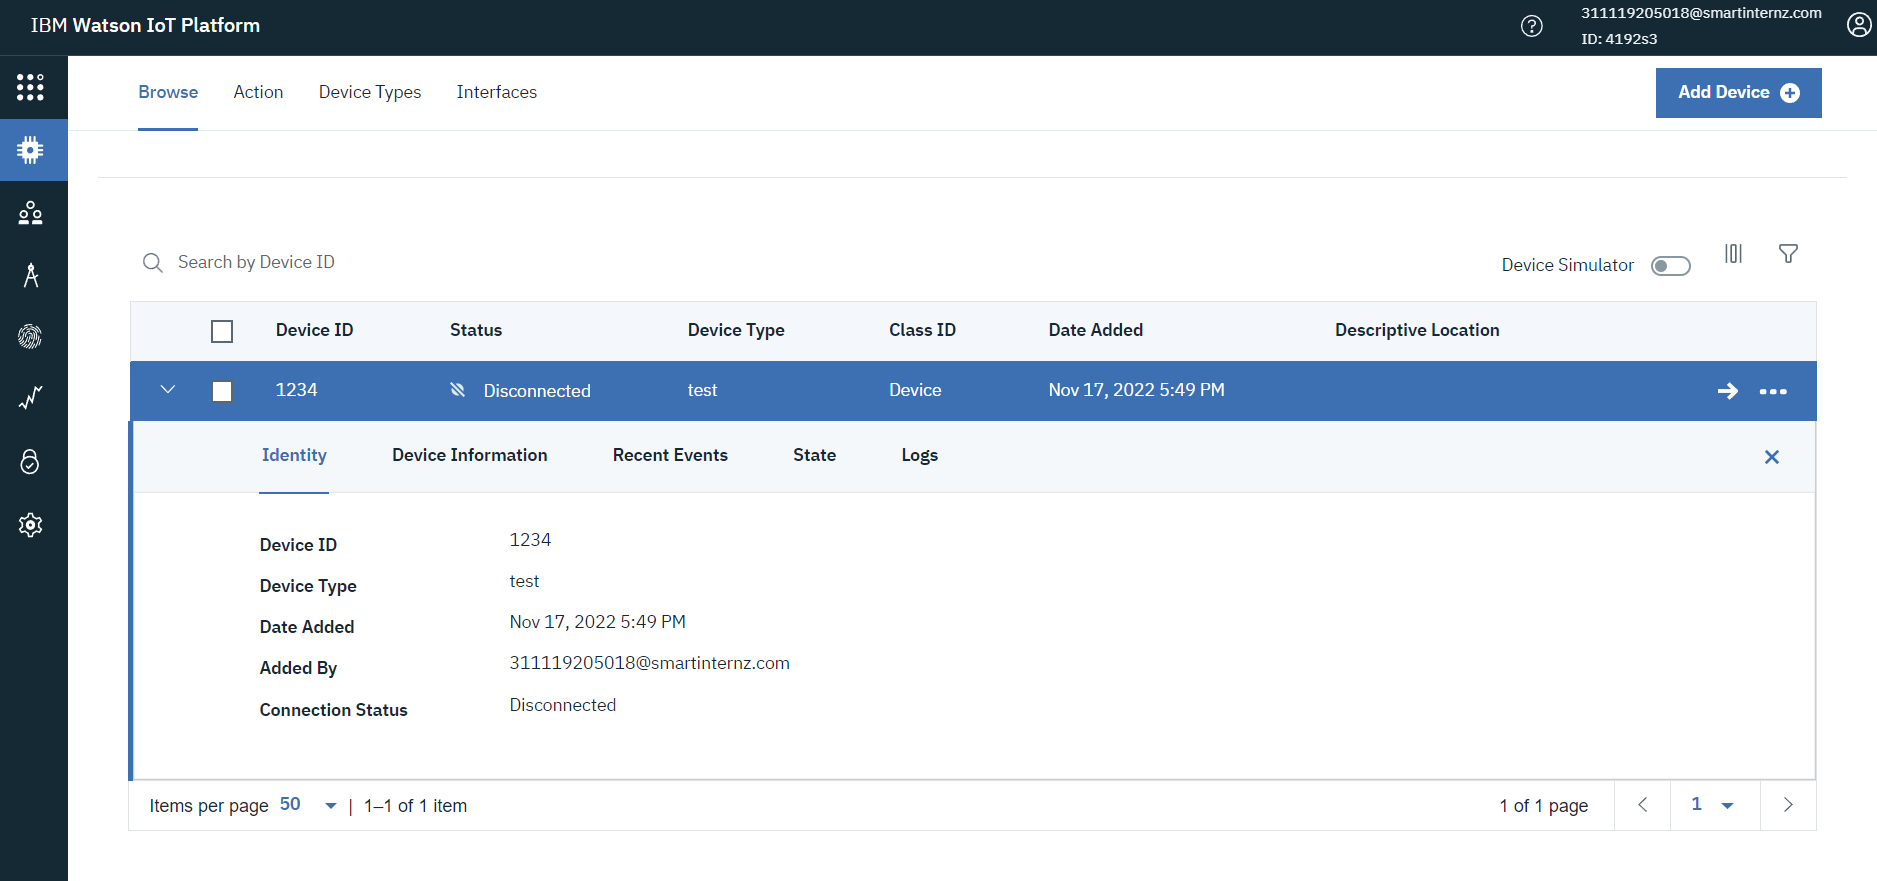 IBM Watson IoT Platform
311119205018@smartinternz.com
ID: 4192s3
Browse Action Device Types Interfaces
Add Device
Search by Device ID
Device Simulator
Device ID Status Device Type Class ID Date Added Descriptive Location
1234 Disconnected test Device Nov 17, 2022 5:49 PM
Identity Device Information Recent Events State Logs
Device ID 1234
Device Type test
Date Added Nov 17, 2022 5:49 PM
Added By 311119205018@smartinternz.com
Connection Status Disconnected
Items per page 50 | 1–1 of 1 item
1 of 1 page 1